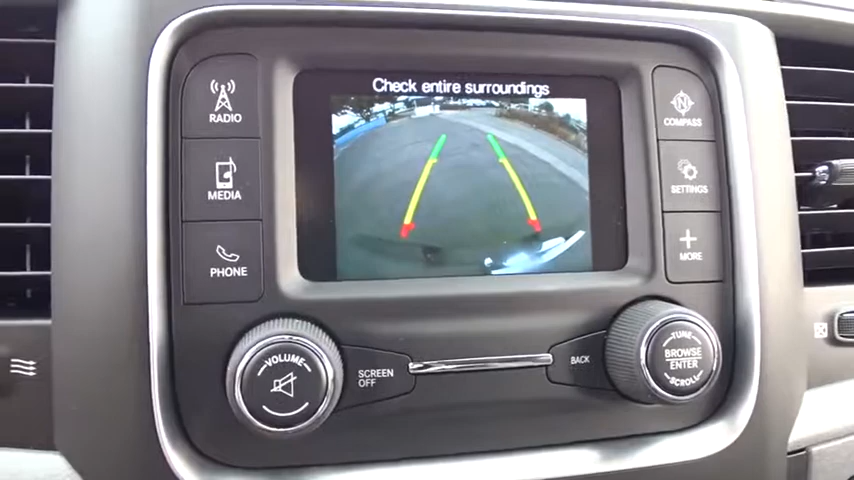 Check entire surroundings
RADIO
MEDIA
PHONE
N
COMPASS
SETTINGS
MORE
VOLUME
SCREEN
OFF
BACK
TUNE
BROWSE
ENTER
SCROLL